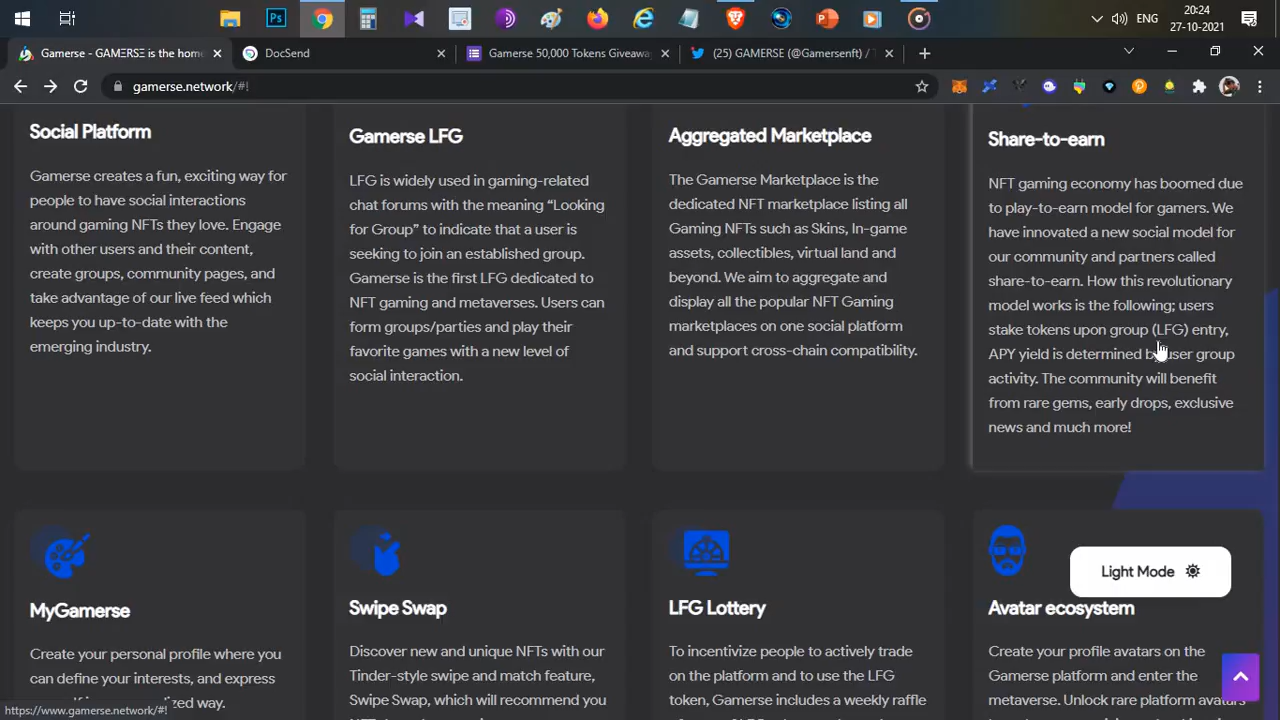 20:24
ENG
27-10-2021
Gamerse - GAMERSE is the hom
DocSend
Gamerse 50,000 Tokens Giveaw
(25) GAMERSE (@Gamersenft) / T
gamerse.network/#!
Social Platform
Gamerse creates a fun, exciting way for
people to have social interactions
around gaming NFTs they love. Engage
with other users and their content,
create groups, community pages, and
take advantage of our live feed which
keeps you up-to-date with the
emerging industry.
Gamerse LFG
LFG is widely used in gaming-related
chat forums with the meaning “Looking
for Group” to indicate that a user is
seeking to join an established group.
Gamerse is the first LFG dedicated to
NFT gaming and metaverses. Users can
form groups/parties and play their
favorite games with a new level of
social interaction.
Aggregated Marketplace
The Gamerse Marketplace is the
dedicated NFT marketplace listing all
Gaming NFTs such as Skins, In-game
assets, collectibles, virtual land and
beyond. We aim to aggregate and
display all the popular NFT Gaming
marketplaces on one social platform
and support cross-chain compatibility.
Share-to-earn
NFT gaming economy has boomed due
to play-to-earn model for gamers. We
have innovated a new social model for
our community and partners called
share-to-earn. How this revolutionary
model works is the following; users
stake tokens upon group (LFG) entry,
APY yield is determined by user group
activity. The community will benefit
from rare gems, early drops, exclusive
news and much more!
MyGamerse
Create your personal profile where you
can define your interests, and express
yourself in a personalized way.
Swipe Swap
Discover new and unique NFTs with our
Tinder-style swipe and match feature,
Swipe Swap, which will recommend you
LFG Lottery
To incentivize people to actively trade
on the platform and to use the LFG
token, Gamerse includes a weekly raffle
Avatar ecosystem
Create your profile avatars on the
Gamerse platform and enter the
metaverse. Unlock rare platform avatars
Light Mode
https://www.gamerse.network/#!